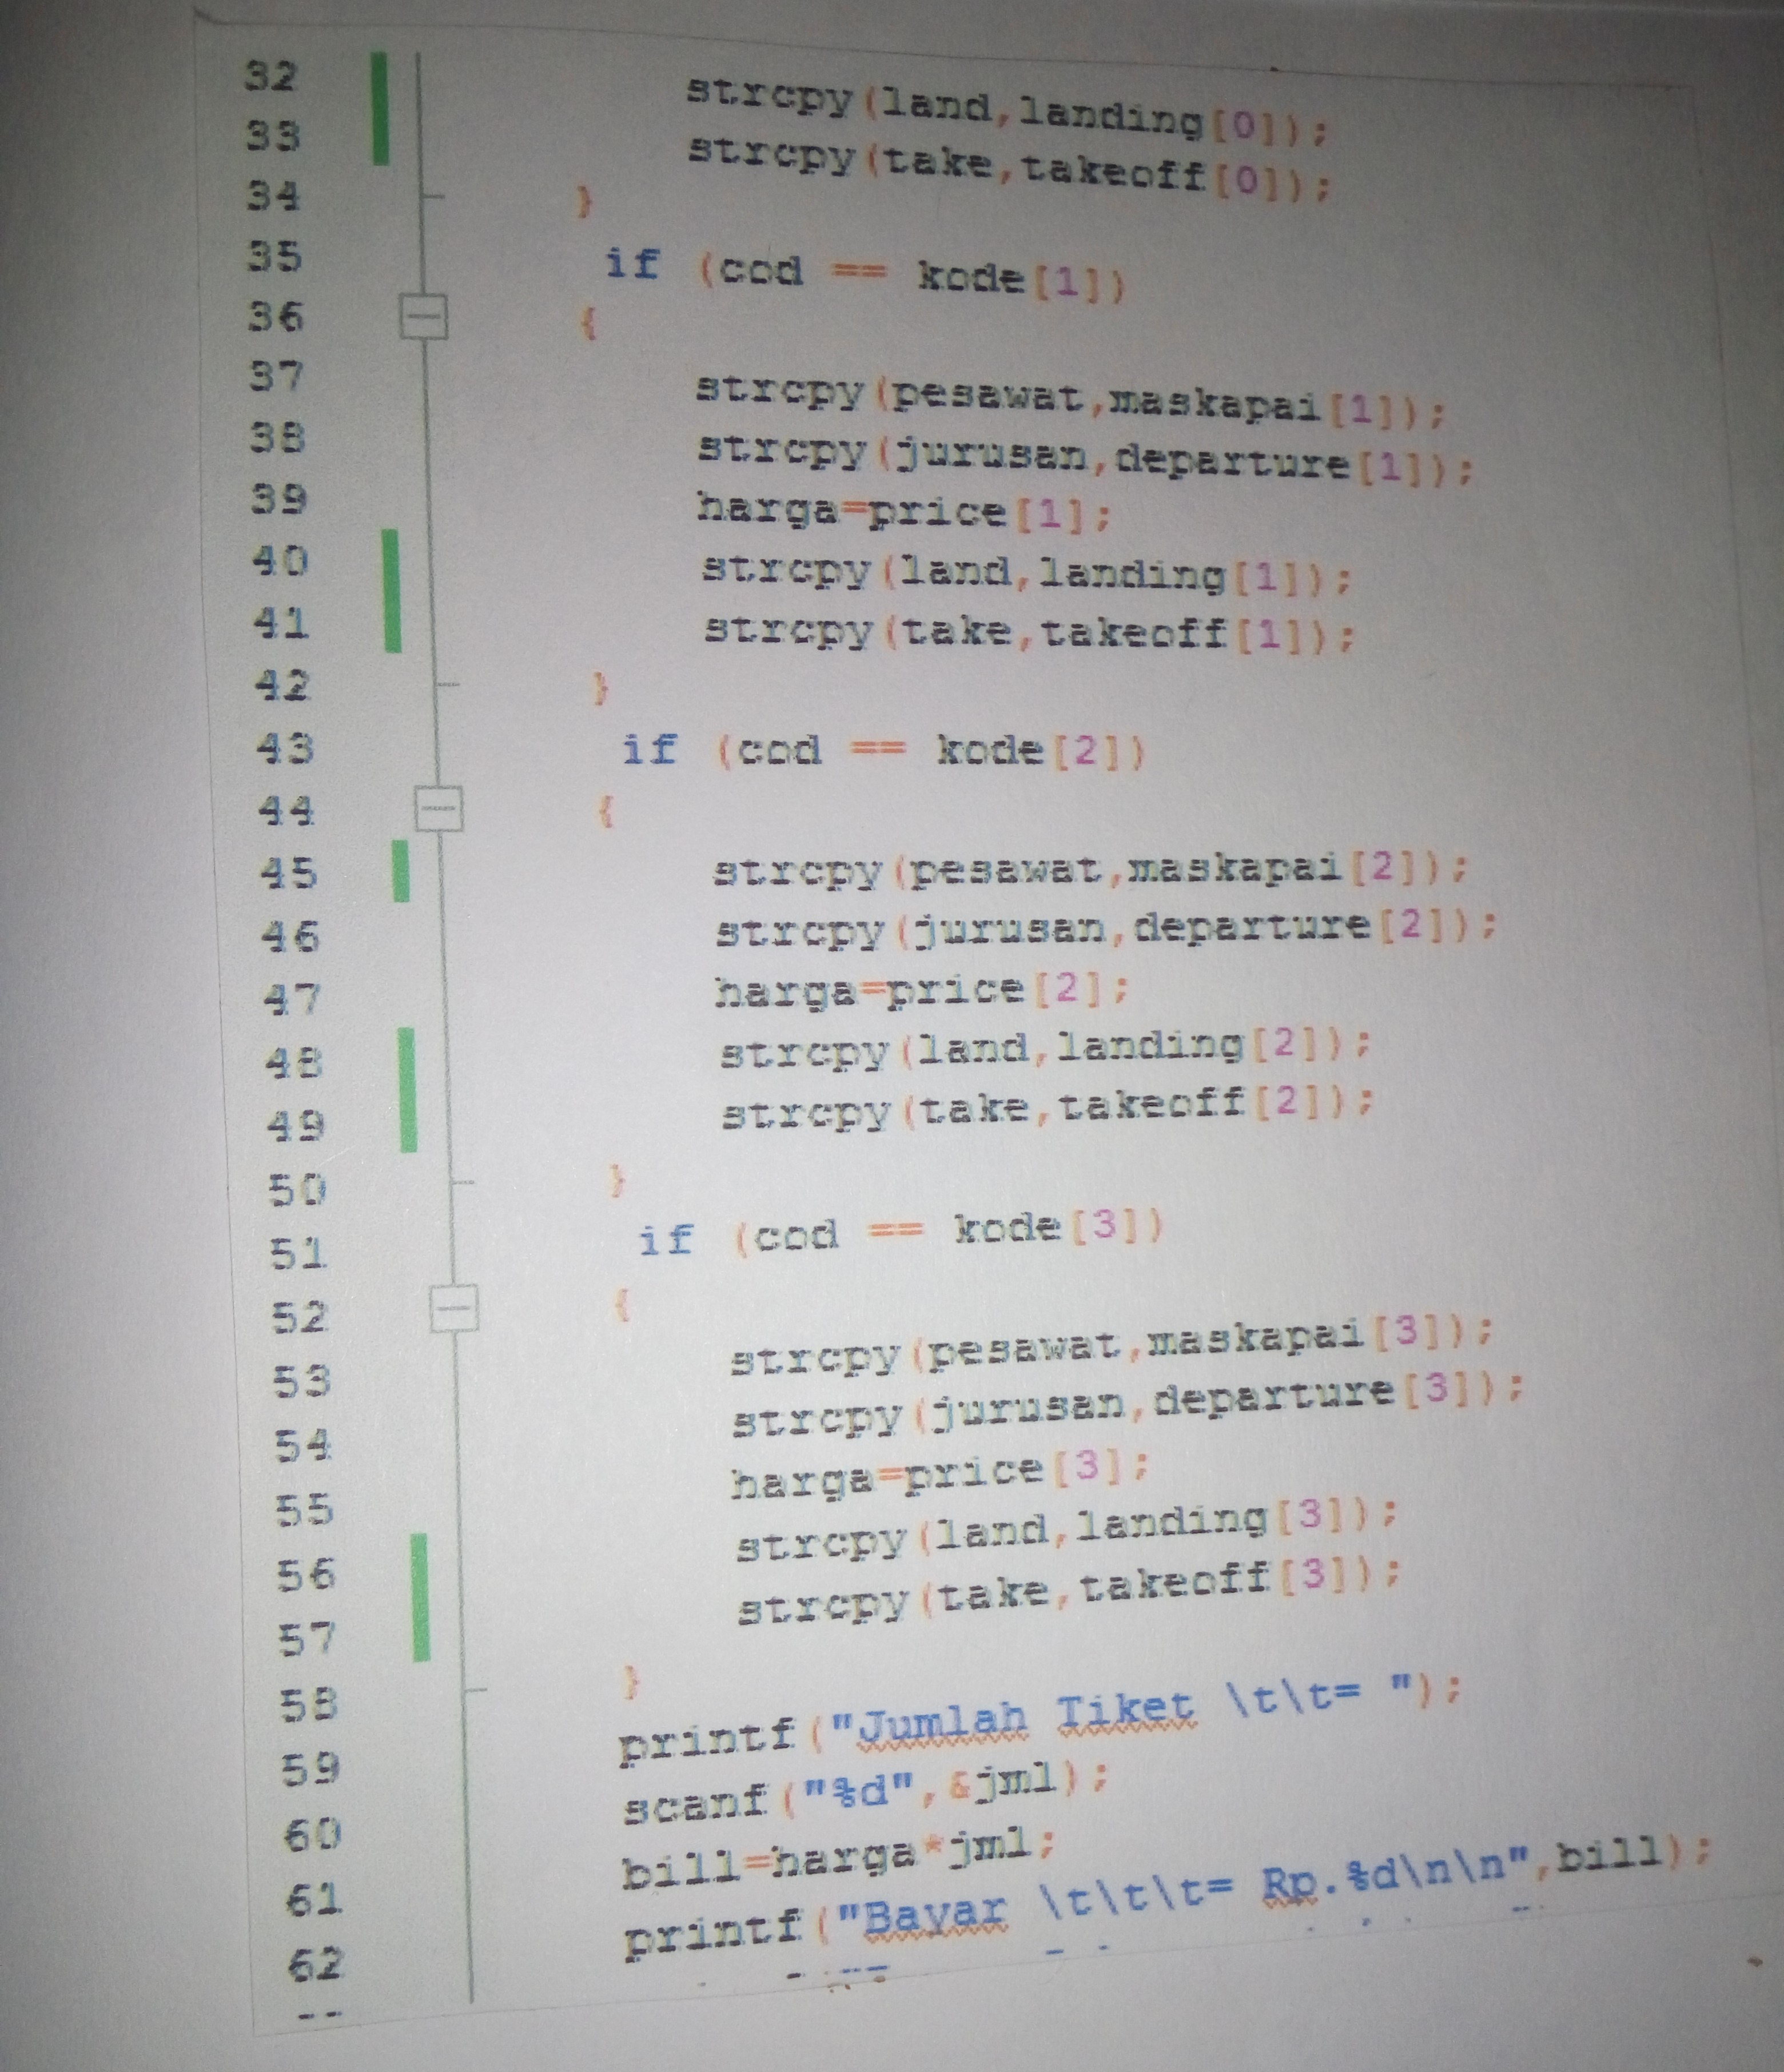 32 strcpy(land,landing[0]);
33 strcpy(take,takeoff[0]);
34 }
35 if (cod == kode[1])
36 {
37 strcpy(pesawat,maskapai[1]);
38 strcpy(jurusan,departure[1]);
39 harga=price[1];
40 strcpy(land,landing[1]);
41 strcpy(take,takeoff[1]);
42 }
43 if (cod == kode[2])
44 {
45 strcpy(pesawat,maskapai[2]);
46 strcpy(jurusan,departure[2]);
47 harga=price[2];
48 strcpy(land,landing[2]);
49 strcpy(take,takeoff[2]);
50 }
51 if (cod == kode[3])
52 {
53 strcpy(pesawat,maskapai[3]);
54 strcpy(jurusan,departure[3]);
55 harga=price[3];
56 strcpy(land,landing[3]);
57 strcpy(take,takeoff[3]);
58 }
59 printf("Jumlah Tiket \t\t= ");
60 scanf("%d",&jml);
61 bill=harga*jml;
62 printf("Bayar \t\t\t= Rp.%d\n\n",bill);